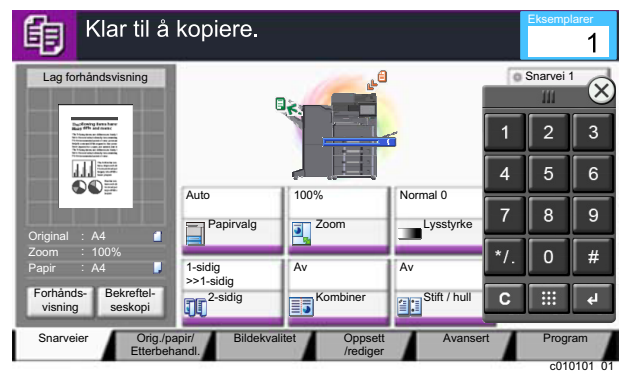 Klar til å kopiere.
Eksemplarer
1
Lag forhåndsvisning
Original : A4
Zoom : 100%
Papir : A4
Forhånds-
visning
Bekreftel-
seskopi
Snarvei 1
Auto
Papirvalg
100%
Zoom
Normal 0
Lysstyrke
1-sidig
>>1-sidig
2-sidig
Av
Kombiner
Av
Stift / hull
1 2 3
4 5 6
7 8 9
*/. 0 #
C
Snarveier
Orig./papir/
Etterbehandl.
Bildekvalitet
Oppsett
/rediger
Avansert
Program
c010101_01